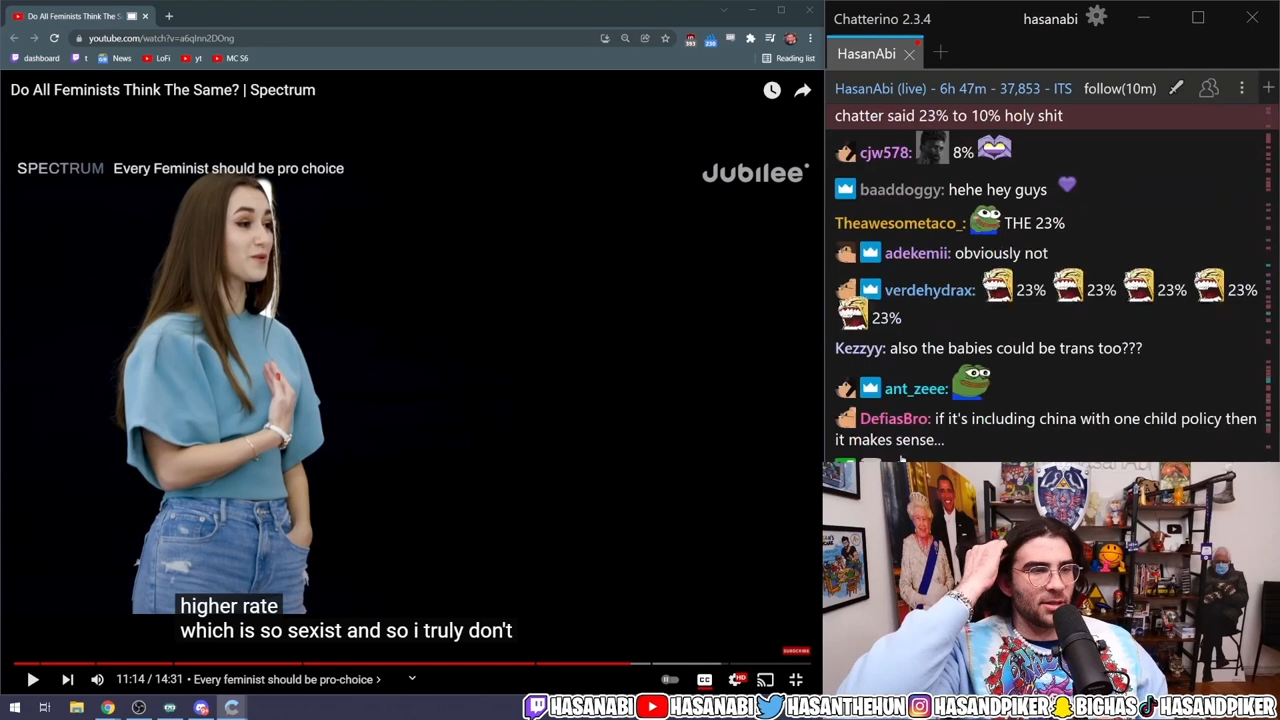 Do All Feminists Think The S
youtube.com/watch?v=a6qlnn2DOng
dashboard
t
News
LoFi
yt
MC S6
Reading list
Do All Feminists Think The Same? | Spectrum
SPECTRUM Every Feminist should be pro choice
Jubilee
higher rate
which is so sexist and so i truly don't
SUBSCRIBE
11:14 / 14:31 • Every feminist should be pro-choice >
CC
HD
Chatterino 2.3.4
hasanabi
HasanAbi
HasanAbi (live) - 6h 47m - 37,853 - ITS
follow(10m)
chatter said 23% to 10% holy shit
cjw578: 8%
baaddoggy: hehe hey guys
Theawesometaco_: THE 23%
adekemii: obviously not
verdehydrax: 23% 23% 23% 23%
23%
Kezzyy: also the babies could be trans too???
ant_zeee:
DefiasBro: if it's including china with one child policy then
it makes sense...
HASANABI HASANABI HASANTHEHUN HASANDPIKER BIGHAS HASANDPIKER